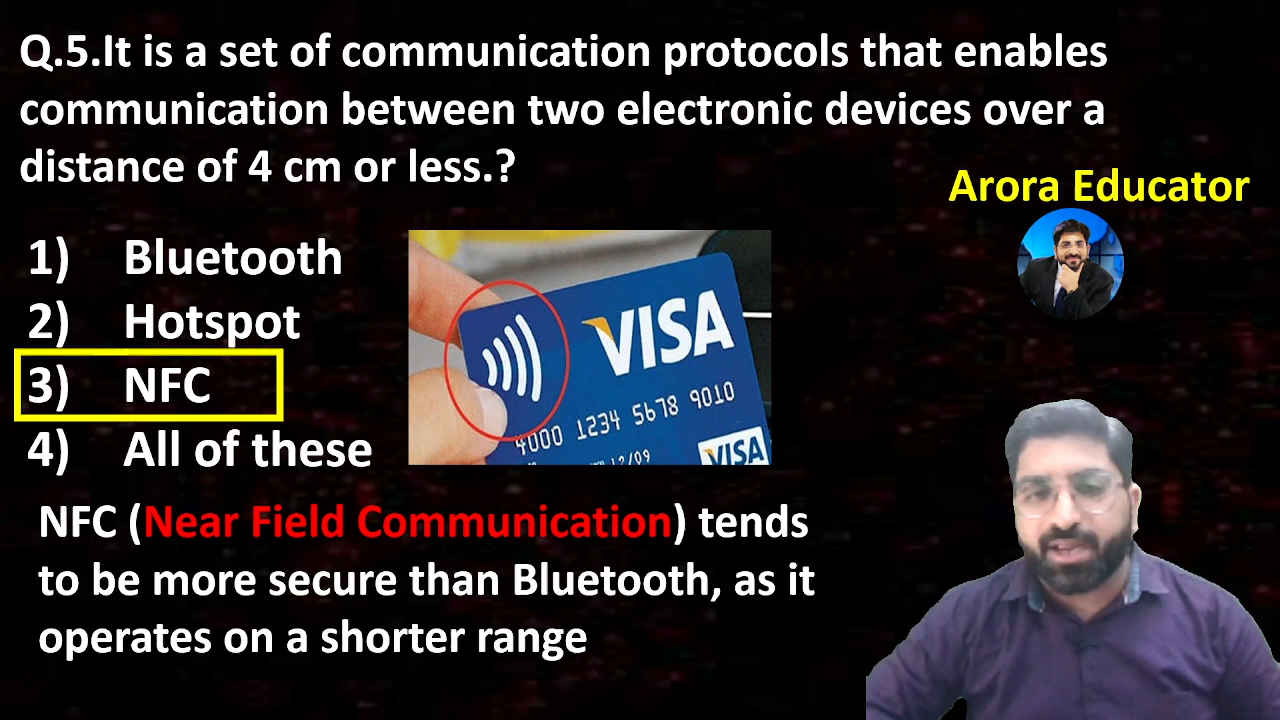 Q.5.It is a set of communication protocols that enables
communication between two electronic devices over a
distance of 4 cm or less.?
Arora Educator
1) Bluetooth
2) Hotspot
3) NFC
4) All of these
VISA
4000 1234 5678 9010
12/09
VISA
NFC (Near Field Communication) tends
to be more secure than Bluetooth, as it
operates on a shorter range